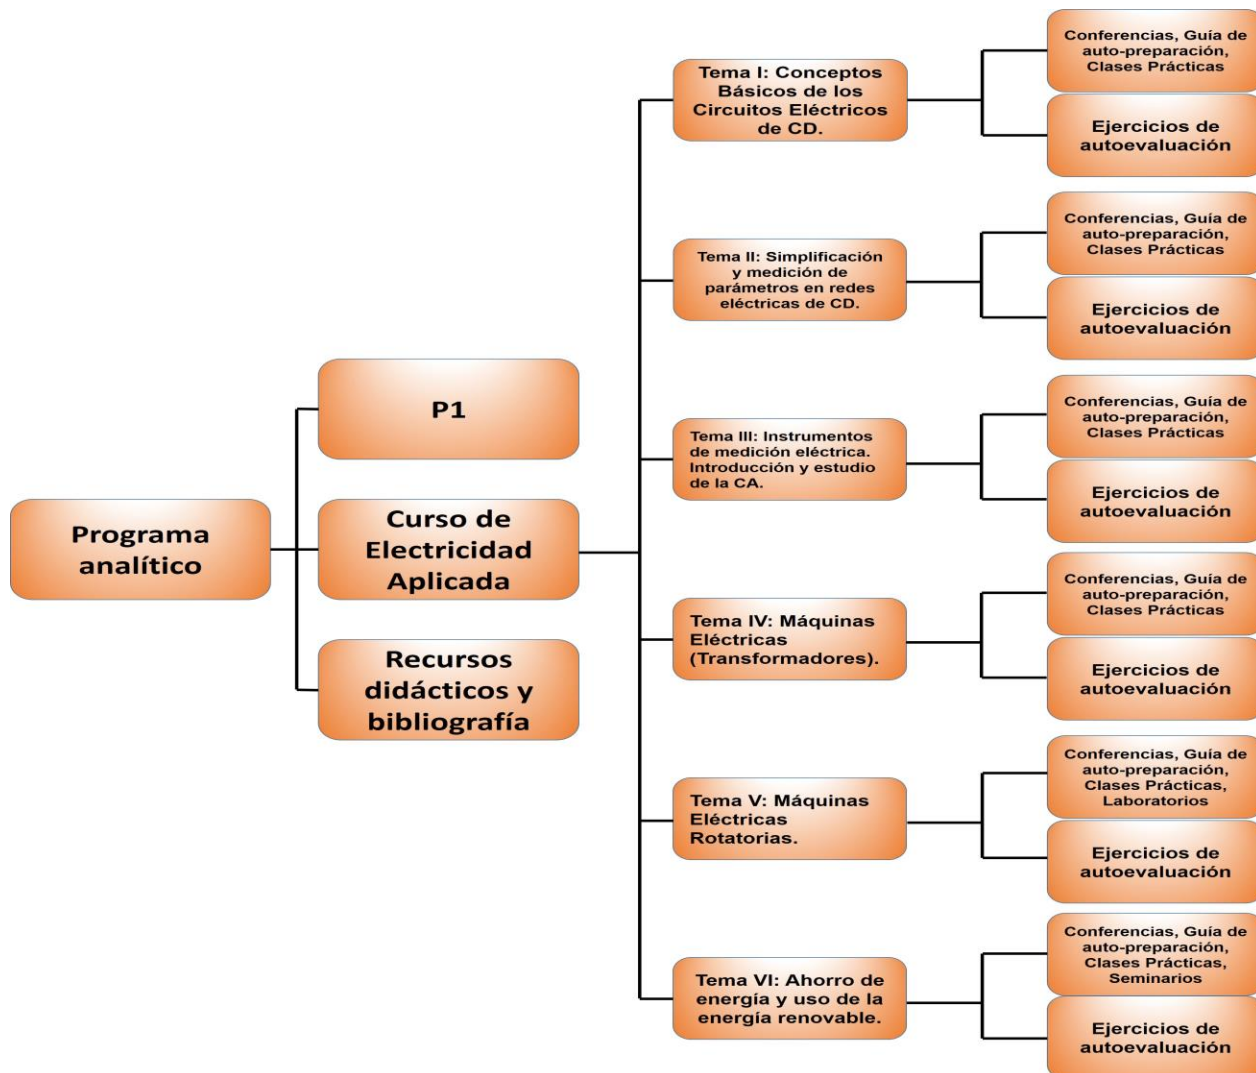 Programa
analítico
P1
Curso de
Electricidad
Aplicada
Recursos
didácticos y
bibliografía
Tema I: Conceptos
Básicos de los
Circuitos Eléctricos
de CD.
Conferencias, Guía de
auto-preparación,
Clases Prácticas
Ejercicios de
autoevaluación
Tema II: Simplificación
y medición de
parámetros en redes
eléctricas de CD.
Conferencias, Guía de
auto-preparación,
Clases Prácticas
Ejercicios de
autoevaluación
Tema III: Instrumentos
de medición eléctrica.
Introducción y estudio
de la CA.
Conferencias, Guía de
auto-preparación,
Clases Prácticas
Ejercicios de
autoevaluación
Tema IV: Máquinas
Eléctricas
(Transformadores).
Conferencias, Guía de
auto-preparación,
Clases Prácticas
Ejercicios de
autoevaluación
Tema V: Máquinas
Eléctricas
Rotatorias.
Conferencias, Guía de
auto-preparación,
Clases Prácticas,
Laboratorios
Ejercicios de
autoevaluación
Tema VI: Ahorro de
energía y uso de la
energía renovable.
Conferencias, Guía de
auto-preparación,
Clases Prácticas,
Seminarios
Ejercicios de
autoevaluación